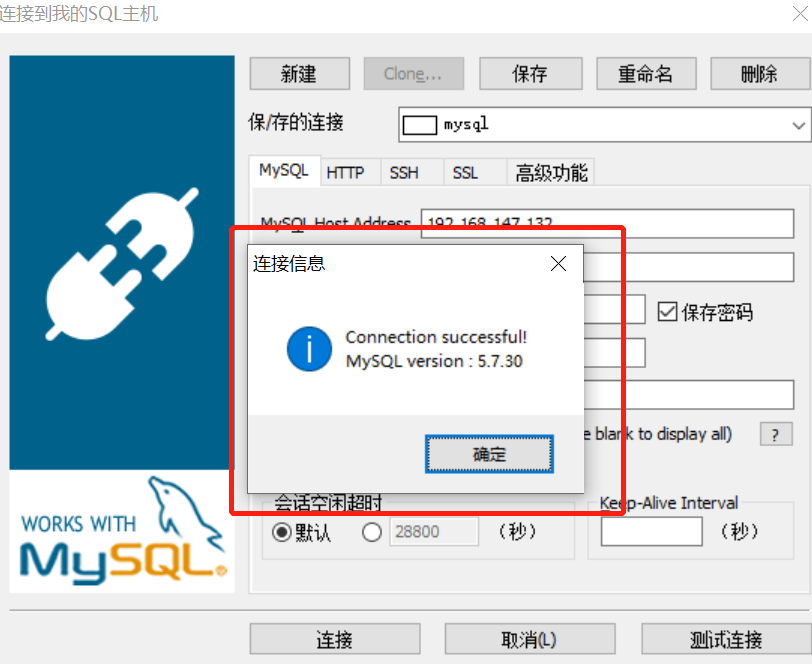 连接到我的SQL主机
新建 Clone... 保存 重命名 删除
保/存的连接 mysql
MySQL HTTP SSH SSL 高级功能
MySQL Host Address 192.168.147.132
连接信息
保存密码
Connection successful!
MySQL version : 5.7.30
blank to display all) ?
确定
会话空闲超时 Keep-Alive Interval
默认 28800 (秒) (秒)
WORKS WITH
MySQL®
连接 取消(L) 测试连接